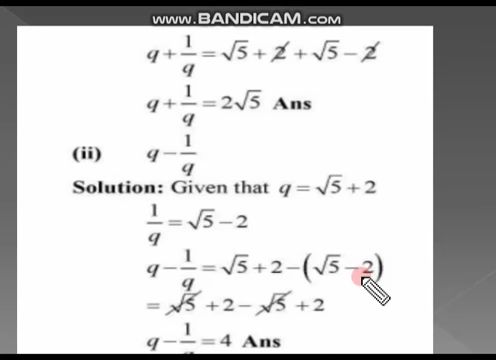 WWW.BANDICAM.COM
q + 1/q = √5 + 2 + √5 − 2
q + 1/q = 2√5 Ans
(ii) q − 1/q
Solution: Given that q = √5 + 2
1/q = √5 − 2
q − 1/q = √5 + 2 − (√5 − 2)
= √5 + 2 − √5 + 2
q − 1/q = 4 Ans